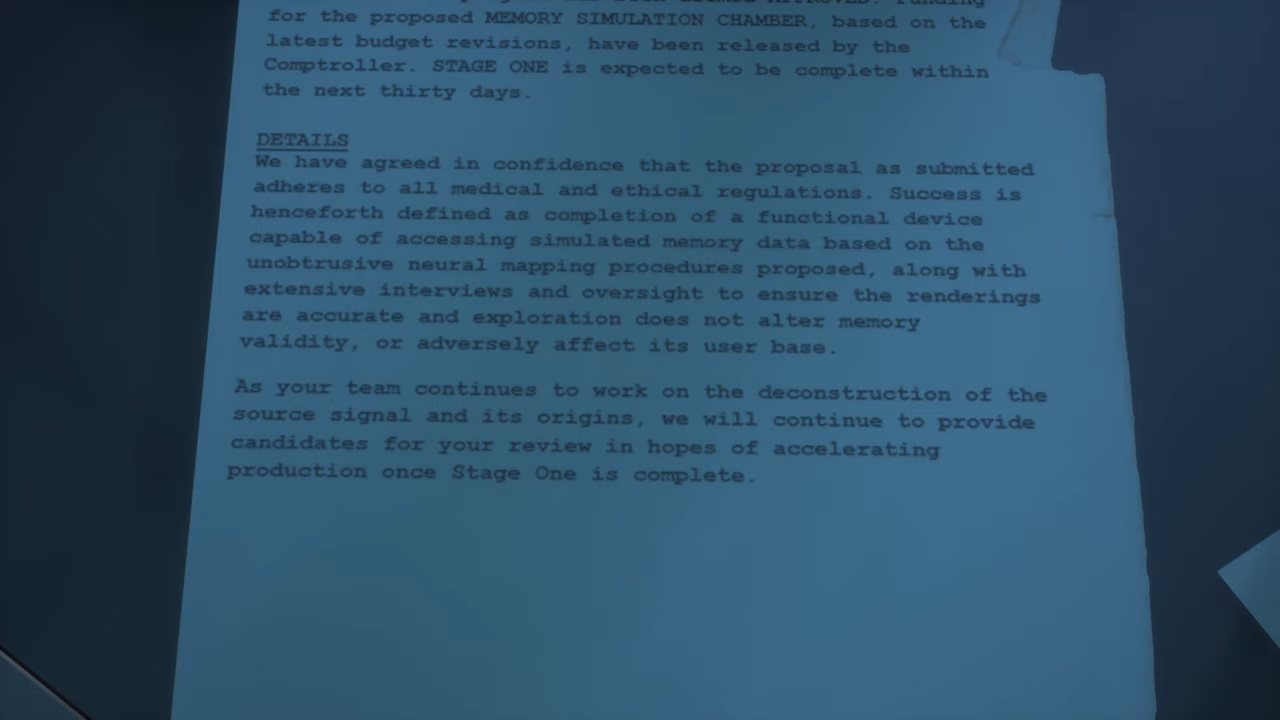 for the proposed MEMORY SIMULATION CHAMBER, based on the
latest budget revisions, have been released by the
Comptroller. STAGE ONE is expected to be complete within
the next thirty days.
DETAILS
We have agreed in confidence that the proposal as submitted
adheres to all medical and ethical regulations. Success is
henceforth defined as completion of a functional device
capable of accessing simulated memory data based on the
unobtrusive neural mapping procedures proposed, along with
extensive interviews and oversight to ensure the renderings
are accurate and exploration does not alter memory
validity, or adversely affect its user base.
As your team continues to work on the deconstruction of the
source signal and its origins, we will continue to provide
candidates for your review in hopes of accelerating
production once Stage One is complete.